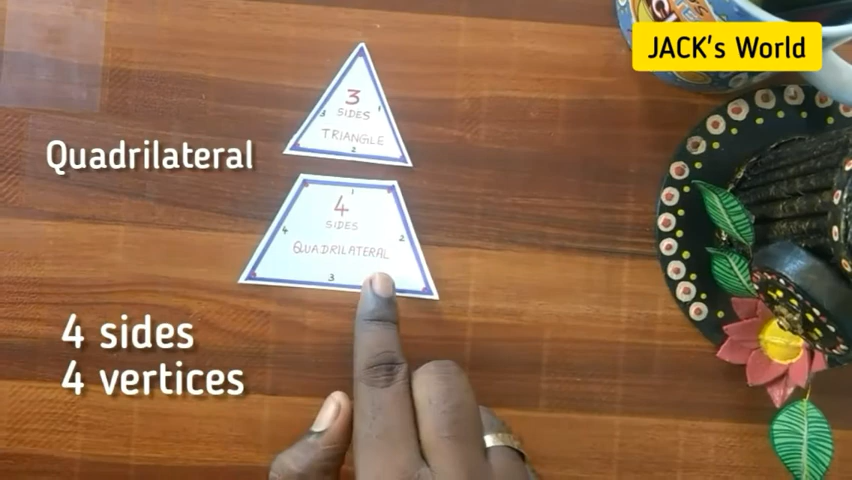 JACK's World
3
SIDES
3
1
TRIANGLE
2
Quadrilateral
1
4
SIDES
4
2
QUADRILATERAL
3
4 sides
4 vertices